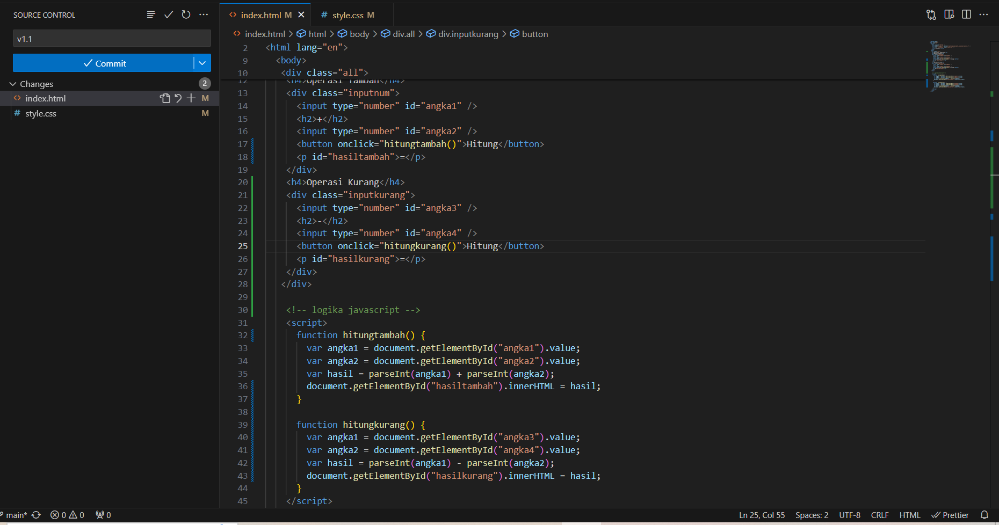 SOURCE CONTROL
v1.1
Commit
Changes 2
index.html M
style.css M
index.html M
style.css M
index.html > html > body > div.all > div.inputkurang > button
2 <html lang="en">
9 <body>
10 <div class="all">
12 <h4>Operasi Tambah</h4>
13 <div class="inputnum">
14 <input type="number" id="angka1" />
15 <h2>+</h2>
16 <input type="number" id="angka2" />
17 <button onclick="hitungtambah()">Hitung</button>
18 <p id="hasiltambah">=</p>
19 </div>
20 <h4>Operasi Kurang</h4>
21 <div class="inputkurang">
22 <input type="number" id="angka3" />
23 <h2>-</h2>
24 <input type="number" id="angka4" />
25 <button onclick="hitungkurang()">Hitung</button>
26 <p id="hasilkurang">=</p>
27 </div>
28 </div>
29
30 <!-- logika javascript -->
31 <script>
32 function hitungtambah() {
33 var angka1 = document.getElementById("angka1").value;
34 var angka2 = document.getElementById("angka2").value;
35 var hasil = parseInt(angka1) + parseInt(angka2);
36 document.getElementById("hasiltambah").innerHTML = hasil;
37 }
38
39 function hitungkurang() {
40 var angka1 = document.getElementById("angka3").value;
41 var angka2 = document.getElementById("angka4").value;
42 var hasil = parseInt(angka1) - parseInt(angka2);
43 document.getElementById("hasilkurang").innerHTML = hasil;
44 }
45 </script>
main* 0 0 0 Ln 25, Col 55 Spaces: 2 UTF-8 CRLF HTML Prettier